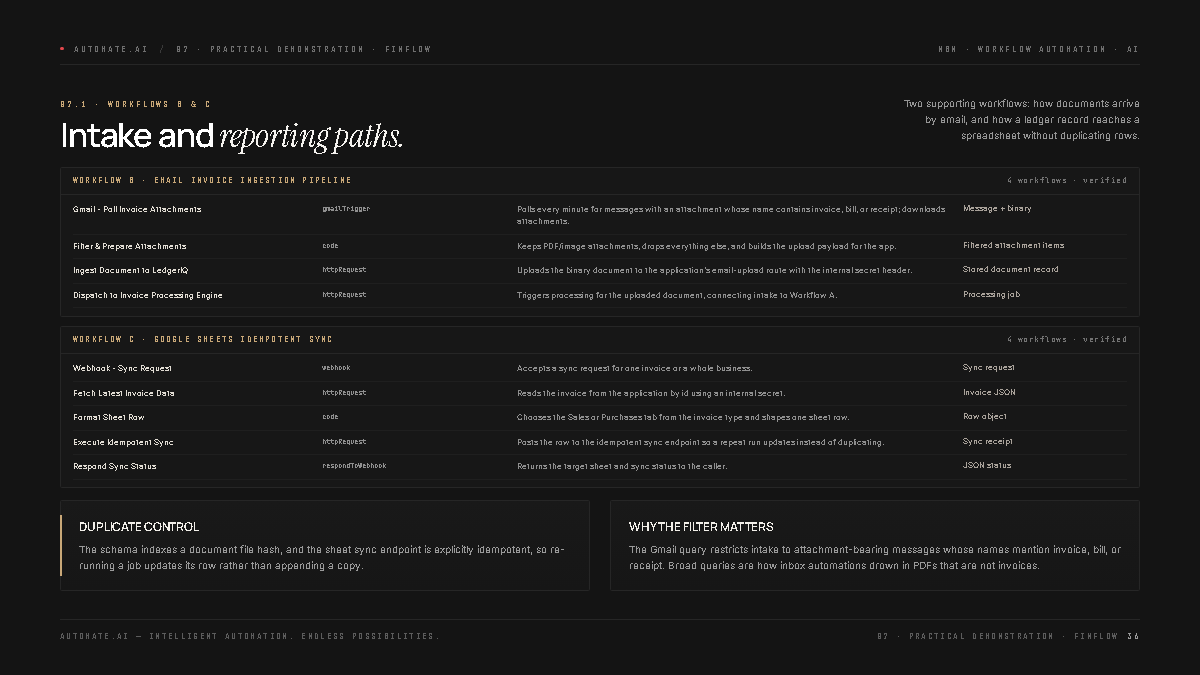 AUTOMATE.AI / 07 · PRACTICAL DEMONSTRATION · FINFLOW
N8N · WORKFLOW AUTOMATION · AI
07.1 · WORKFLOWS B & C
Intake and reporting paths.
Two supporting workflows: how documents arrive
by email, and how a ledger record reaches a
spreadsheet without duplicating rows.
WORKFLOW B · EMAIL INVOICE INGESTION PIPELINE
4 workflows · verified
Gmail - Poll Invoice Attachments
gmailTrigger
Polls every minute for messages with an attachment whose name contains invoice, bill, or receipt; downloads
attachments.
Message + binary
Filter & Prepare Attachments
code
Keeps PDF/image attachments, drops everything else, and builds the upload payload for the app.
Filtered attachment items
Ingest Document to LedgerIQ
httpRequest
Uploads the binary document to the application's email-upload route with the internal secret header.
Stored document record
Dispatch to Invoice Processing Engine
httpRequest
Triggers processing for the uploaded document, connecting intake to Workflow A.
Processing job
WORKFLOW C · GOOGLE SHEETS IDEMPOTENT SYNC
4 workflows · verified
Webhook - Sync Request
webhook
Accepts a sync request for one invoice or a whole business.
Sync request
Fetch Latest Invoice Data
httpRequest
Reads the invoice from the application by id using an internal secret.
Invoice JSON
Format Sheet Row
code
Chooses the Sales or Purchases tab from the invoice type and shapes one sheet row.
Row object
Execute Idempotent Sync
httpRequest
Posts the row to the idempotent sync endpoint so a repeat run updates instead of duplicating.
Sync receipt
Respond Sync Status
respondToWebhook
Returns the target sheet and sync status to the caller.
JSON status
DUPLICATE CONTROL
The schema indexes a document file hash, and the sheet sync endpoint is explicitly idempotent, so re-
running a job updates its row rather than appending a copy.
WHY THE FILTER MATTERS
The Gmail query restricts intake to attachment-bearing messages whose names mention invoice, bill, or
receipt. Broad queries are how inbox automations drown in PDFs that are not invoices.
AUTOMATE.AI — INTELLIGENT AUTOMATION. ENDLESS POSSIBILITIES.
07 · PRACTICAL DEMONSTRATION · FINFLOW 36